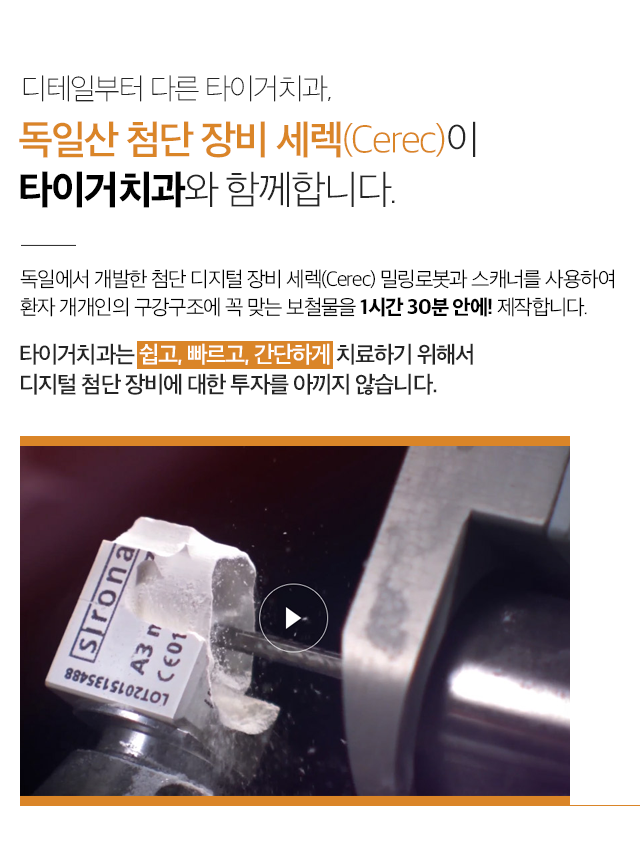 디테일부터 다른 타이거치과,
독일산 첨단 장비 세렉(Cerec)이
타이거치과와 함께합니다.
독일에서 개발한 첨단 디지털 장비 세렉(Cerec) 밀링로봇과 스캐너를 사용하여
환자 개개인의 구강구조에 꼭 맞는 보철물을 1시간 30분 안에! 제작합니다.
타이거치과는 쉽고, 빠르고, 간단하게 치료하기 위해서
디지털 첨단 장비에 대한 투자를 아끼지 않습니다.
sirona
A3
CE01
LOT2015135488